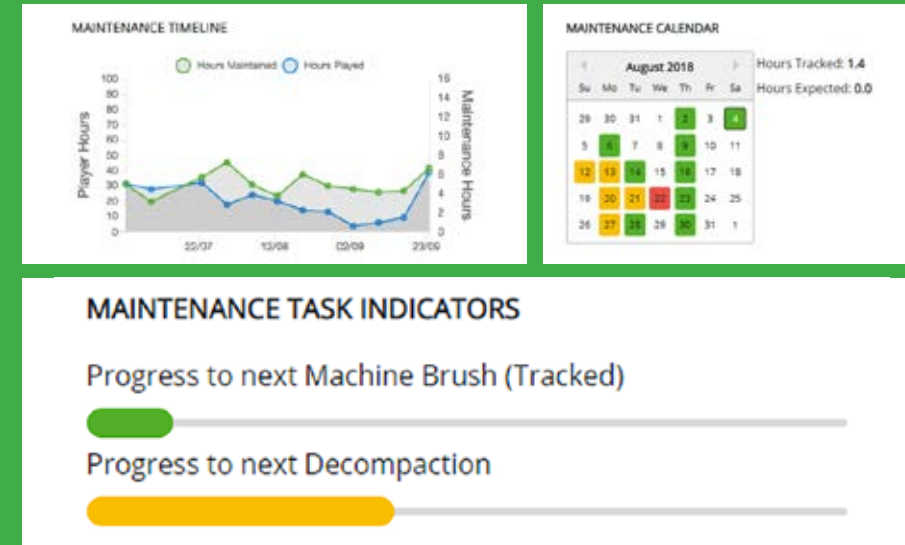 MAINTENANCE TIMELINE
Hours Maintained Hours Played
Player Hours
100
90
80
70
60
50
40
30
20
10
0
22/07 12/08 02/09 23/09
16
14
12
10
8
6
4
2
0
Maintenance Hours
MAINTENANCE CALENDAR
August 2018
Su Mo Tu We Th Fr Sa
29 30 31 1 2 3 4
5 6 7 8 9 10 11
12 13 14 15 16 17 18
19 20 21 22 23 24 25
26 27 28 29 30 31 1
Hours Tracked: 1.4
Hours Expected: 0.0
MAINTENANCE TASK INDICATORS
Progress to next Machine Brush (Tracked)
Progress to next Decompaction